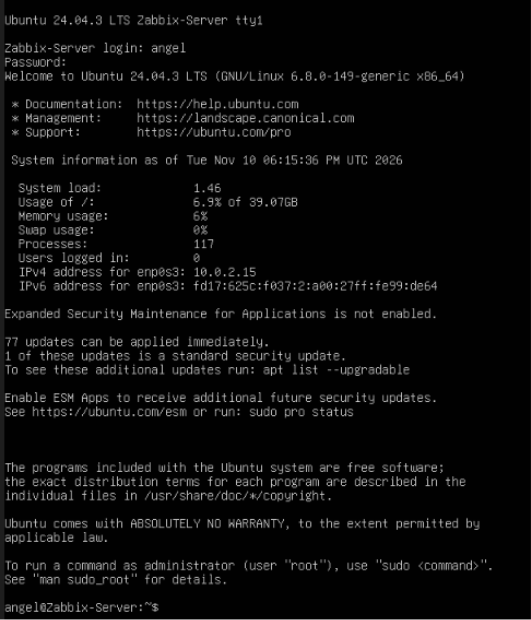 Ubuntu 24.04.3 LTS Zabbix-Server tty1
Zabbix-Server login: angel
Password:
Welcome to Ubuntu 24.04.3 LTS (GNU/Linux 6.8.0-149-generic x86_64)
* Documentation:  https://help.ubuntu.com
* Management:     https://landscape.canonical.com
* Support:        https://ubuntu.com/pro
System information as of Tue Nov 10 06:15:36 PM UTC 2026
System load:             1.46
Usage of /:              6.9% of 39.07GB
Memory usage:            6%
Swap usage:              0%
Processes:               117
Users logged in:         0
IPv4 address for enp0s3: 10.0.2.15
IPv6 address for enp0s3: fd17:625c:f037:2:a00:27ff:fe99:de64
Expanded Security Maintenance for Applications is not enabled.
77 updates can be applied immediately.
1 of these updates is a standard security update.
To see these additional updates run: apt list --upgradable
Enable ESM Apps to receive additional future security updates.
See https://ubuntu.com/esm or run: sudo pro status
The programs included with the Ubuntu system are free software;
the exact distribution terms for each program are described in the
individual files in /usr/share/doc/*/copyright.
Ubuntu comes with ABSOLUTELY NO WARRANTY, to the extent permitted by
applicable law.
To run a command as administrator (user "root"), use "sudo <command>".
See "man sudo_root" for details.
angel@Zabbix-Server:~$